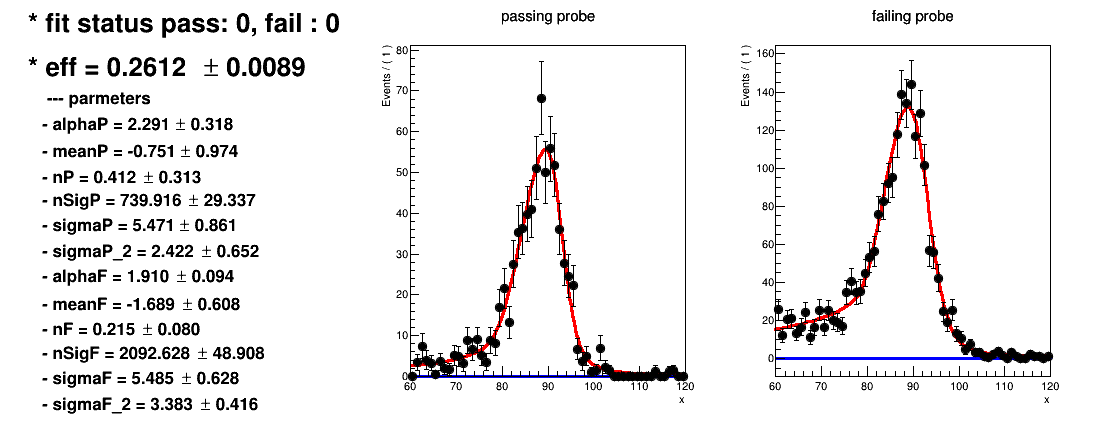 * fit status pass: 0, fail : 0
* eff = 0.2612 ± 0.0089
--- parmeters
- alphaP = 2.291 ± 0.318
- meanP = -0.751 ± 0.974
- nP = 0.412 ± 0.313
- nSigP = 739.916 ± 29.337
- sigmaP = 5.471 ± 0.861
- sigmaP_2 = 2.422 ± 0.652
- alphaF = 1.910 ± 0.094
- meanF = -1.689 ± 0.608
- nF = 0.215 ± 0.080
- nSigF = 2092.628 ± 48.908
- sigmaF = 5.485 ± 0.628
- sigmaF_2 = 3.383 ± 0.416
passing probe
Events / ( 1 )
80
70
60
50
40
30
20
10
0
60 70 80 90 100 110 120
x
failing probe
Events / ( 1 )
160
140
120
100
80
60
40
20
0
60 70 80 90 100 110 120
x